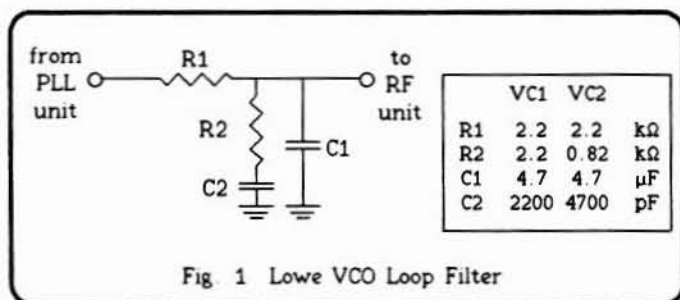 from
PLL
unit
R1
to
RF
unit
R2
C1
C2
VC1 VC2
R1 2.2 2.2 kΩ
R2 2.2 0.82 kΩ
C1 4.7 4.7 µF
C2 2200 4700 pF
Fig. 1 Lowe VCO Loop Filter